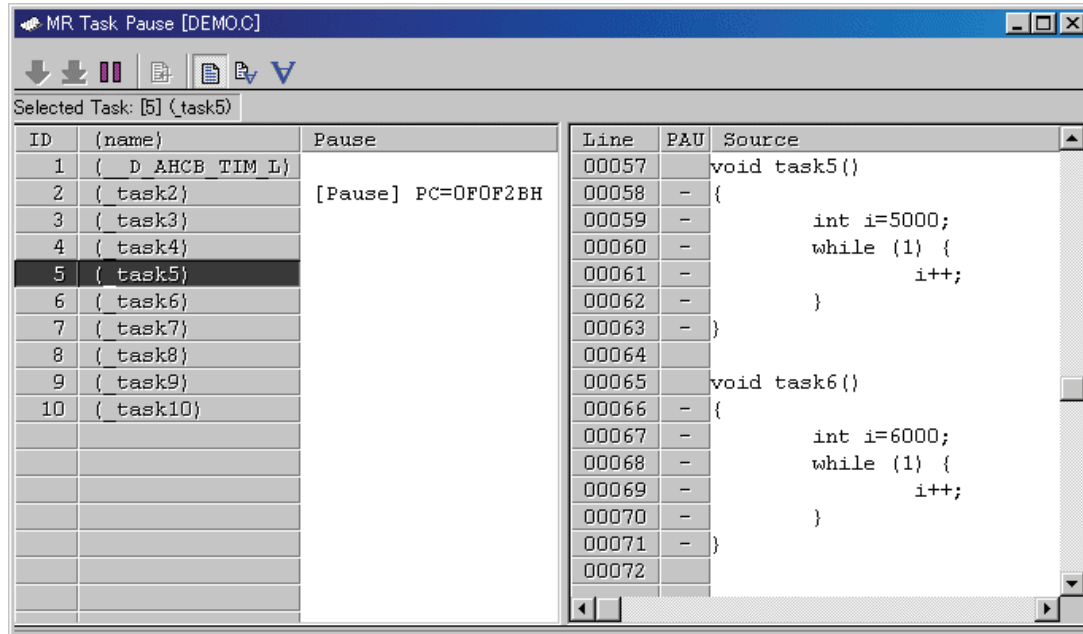 MR Task Pause [DEMO.C]
Selected Task: [5] (_task5)
ID (name) Pause
1 (__D_AHCB_TIM_L)
2 (_task2) [Pause] PC=0F0F2BH
3 (_task3)
4 (_task4)
5 (_task5)
6 (_task6)
7 (_task7)
8 (_task8)
9 (_task9)
10 (_task10)
Line PAU Source
00057 void task5()
00058 - {
00059 - int i=5000;
00060 - while (1) {
00061 - i++;
00062 - }
00063 - }
00064
00065 void task6()
00066 - {
00067 - int i=6000;
00068 - while (1) {
00069 - i++;
00070 - }
00071 - }
00072